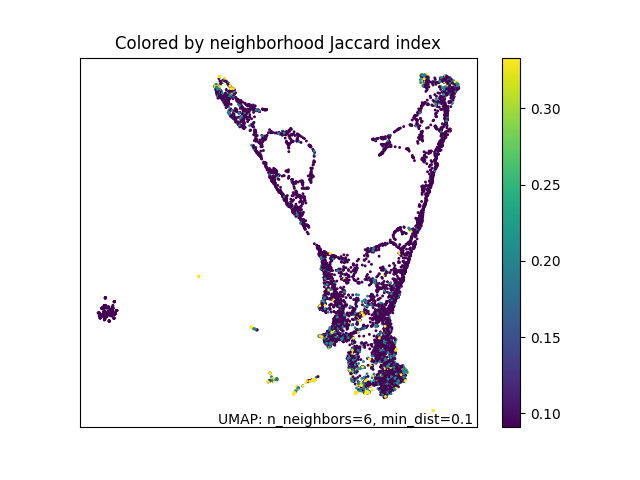 Colored by neighborhood Jaccard index
0.30
0.25
0.20
0.15
0.10
UMAP: n_neighbors=6, min_dist=0.1